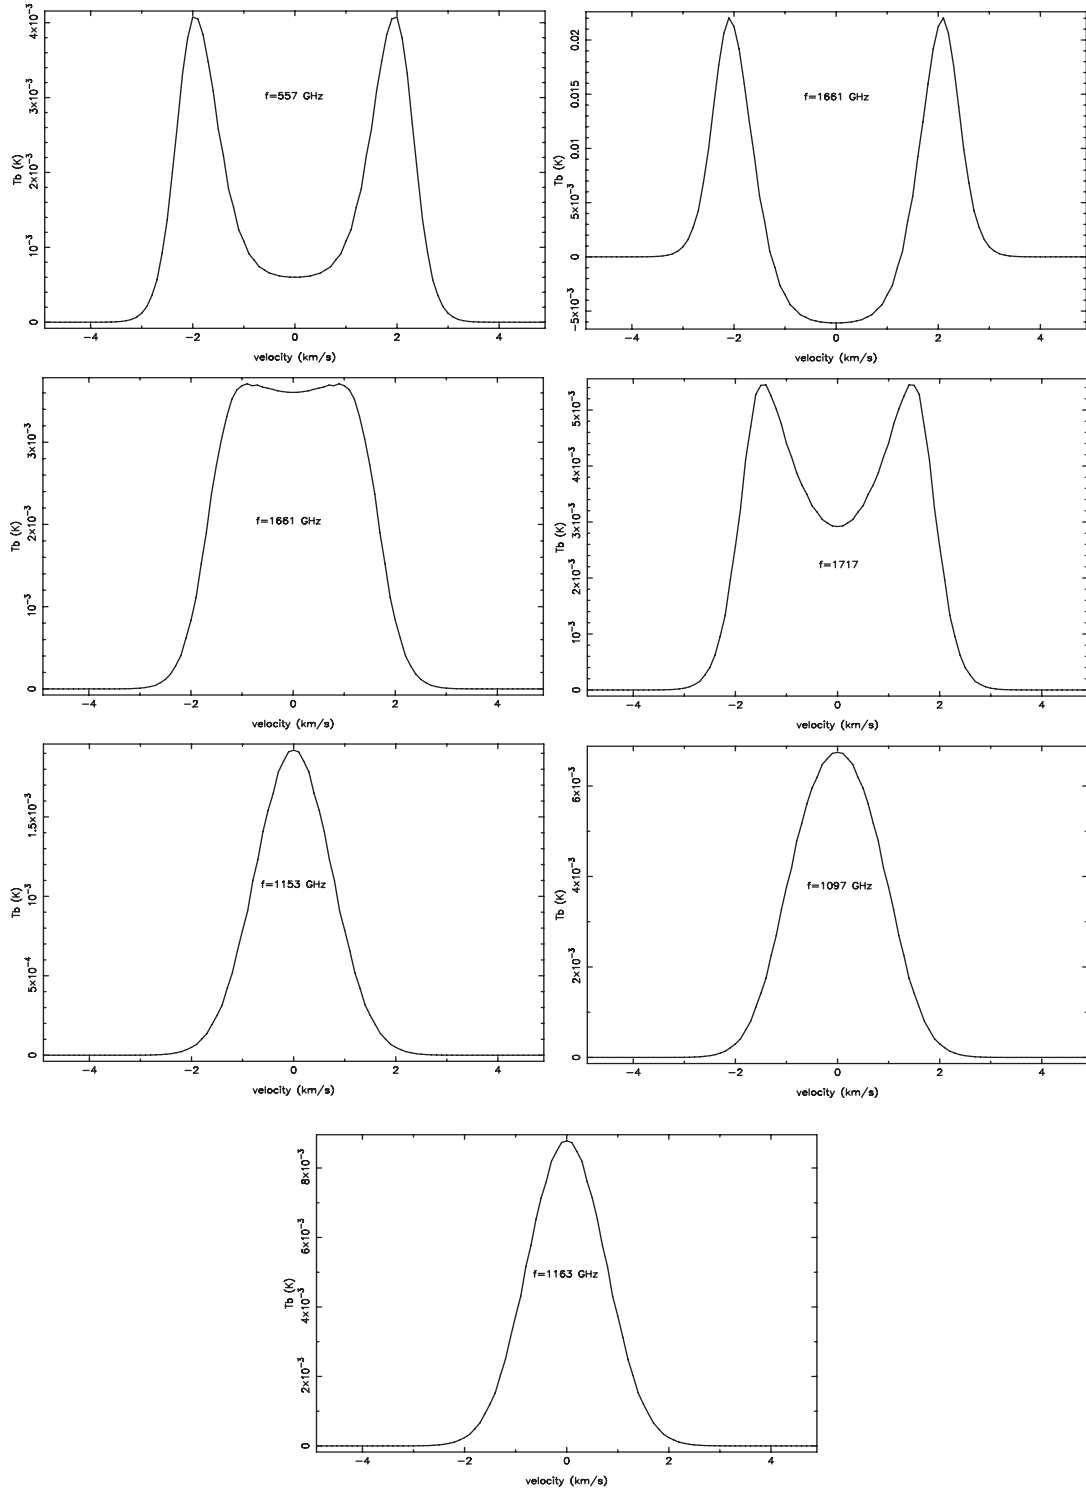 4×10⁻³
3×10⁻³
2×10⁻³
10⁻³
0
Tb (K)
f=557 GHz
−4 −2 0 2 4
velocity (km/s)
0.02
0.015
0.01
5×10⁻³
0
−5×10⁻³
Tb (K)
f=1661 GHz
−4 −2 0 2 4
velocity (km/s)
3×10⁻³
2×10⁻³
10⁻³
0
Tb (K)
f=1661 GHz
−4 −2 0 2 4
velocity (km/s)
5×10⁻³
4×10⁻³
3×10⁻³
2×10⁻³
10⁻³
0
Tb (K)
f=1717
−4 −2 0 2 4
velocity (km/s)
1.5×10⁻³
10⁻³
5×10⁻⁴
0
Tb (K)
f=1153 GHz
−4 −2 0 2 4
velocity (km/s)
6×10⁻³
4×10⁻³
2×10⁻³
0
Tb (K)
f=1097 GHz
−4 −2 0 2 4
velocity (km/s)
8×10⁻³
6×10⁻³
4×10⁻³
2×10⁻³
0
Tb (K)
f=1163 GHz
−4 −2 0 2 4
velocity (km/s)